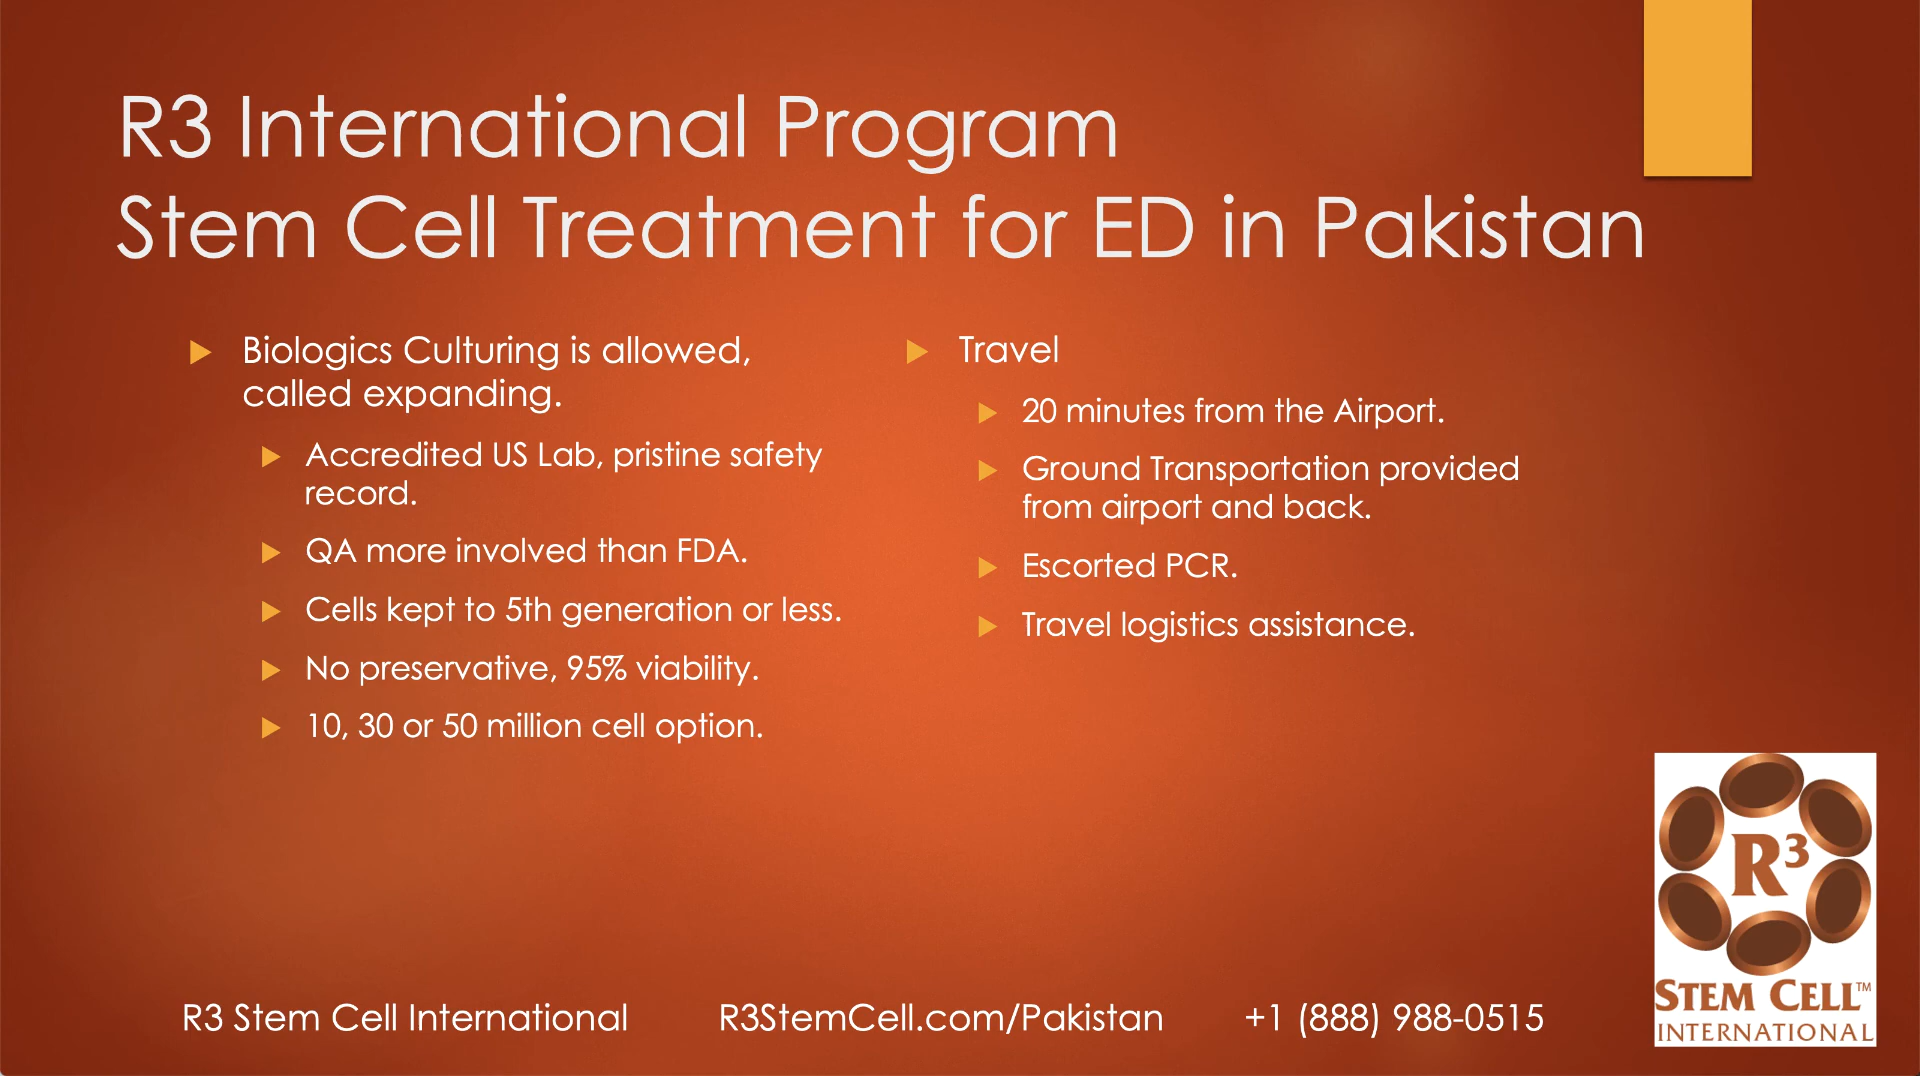 R3 International Program
Stem Cell Treatment for ED in Pakistan
Biologics Culturing is allowed,
called expanding.
Accredited US Lab, pristine safety
record.
QA more involved than FDA.
Cells kept to 5th generation or less.
No preservative, 95% viability.
10, 30 or 50 million cell option.
Travel
20 minutes from the Airport.
Ground Transportation provided
from airport and back.
Escorted PCR.
Travel logistics assistance.
R3 Stem Cell International
R3StemCell.com/Pakistan
+1 (888) 988-0515
R³
STEM CELL™
INTERNATIONAL